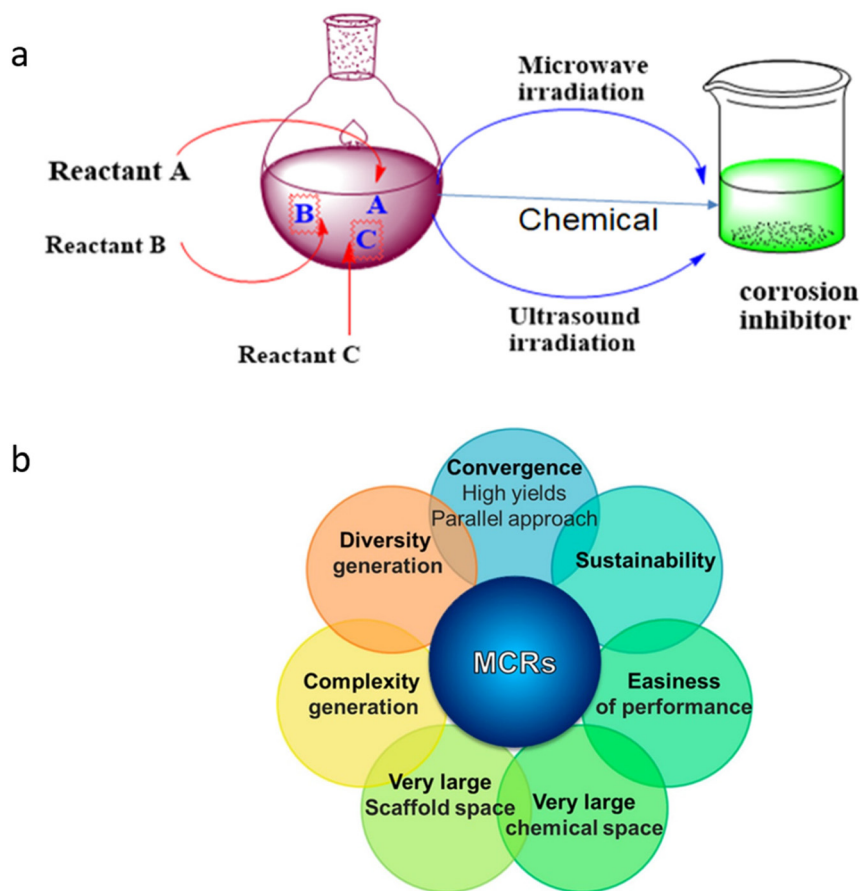 a
Microwave
irradiation
Reactant A
A
B
Chemical
C
Reactant B
Ultrasound
irradiation
corrosion
inhibitor
Reactant C
b
Convergence
High yields
Parallel approach
Diversity
generation
Sustainability
MCRs
Complexity
generation
Easiness
of performance
Very large
Scaffold space
Very large
chemical space